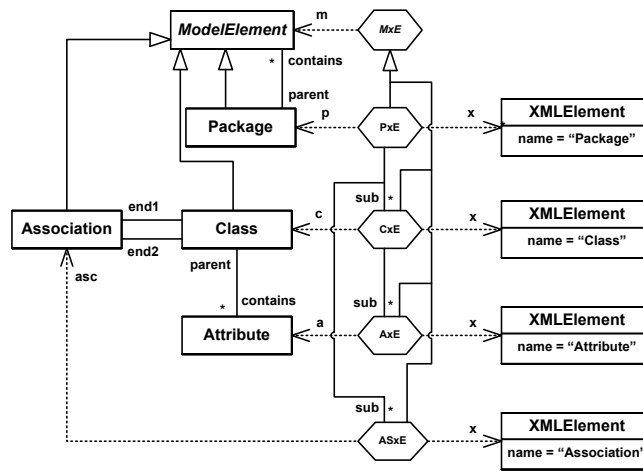 ModelElement
m
MxE
*
contains
parent
Package
p
PxE
x
XMLElement
*
name = “Package”
end1
sub
*
Association
Class
c
CxE
x
XMLElement
name = “Class”
end2
asc
parent
*
contains
sub
*
Attribute
a
AxE
x
XMLElement
name = “Attribute”
sub
*
ASxE
x
XMLElement
name = “Association”